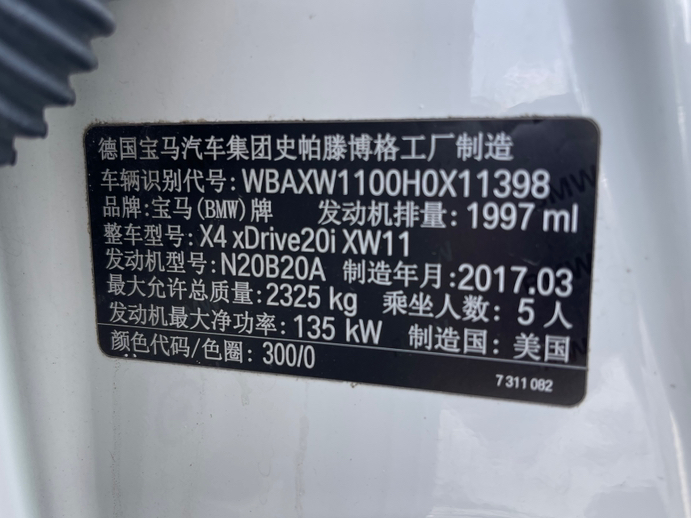 德国宝马汽车集团史帕滕博格工厂制造
车辆识别代号: WBAXW1100H0X11398
品牌: 宝马(BMW)牌 发动机排量: 1997 ml
整车型号: X4 xDrive20i XW11
发动机型号: N20B20A 制造年月: 2017.03
最大允许总质量: 2325 kg 乘坐人数: 5 人
发动机最大净功率: 135 kW 制造国: 美国
颜色代码/色圈: 300/0
7 311 082